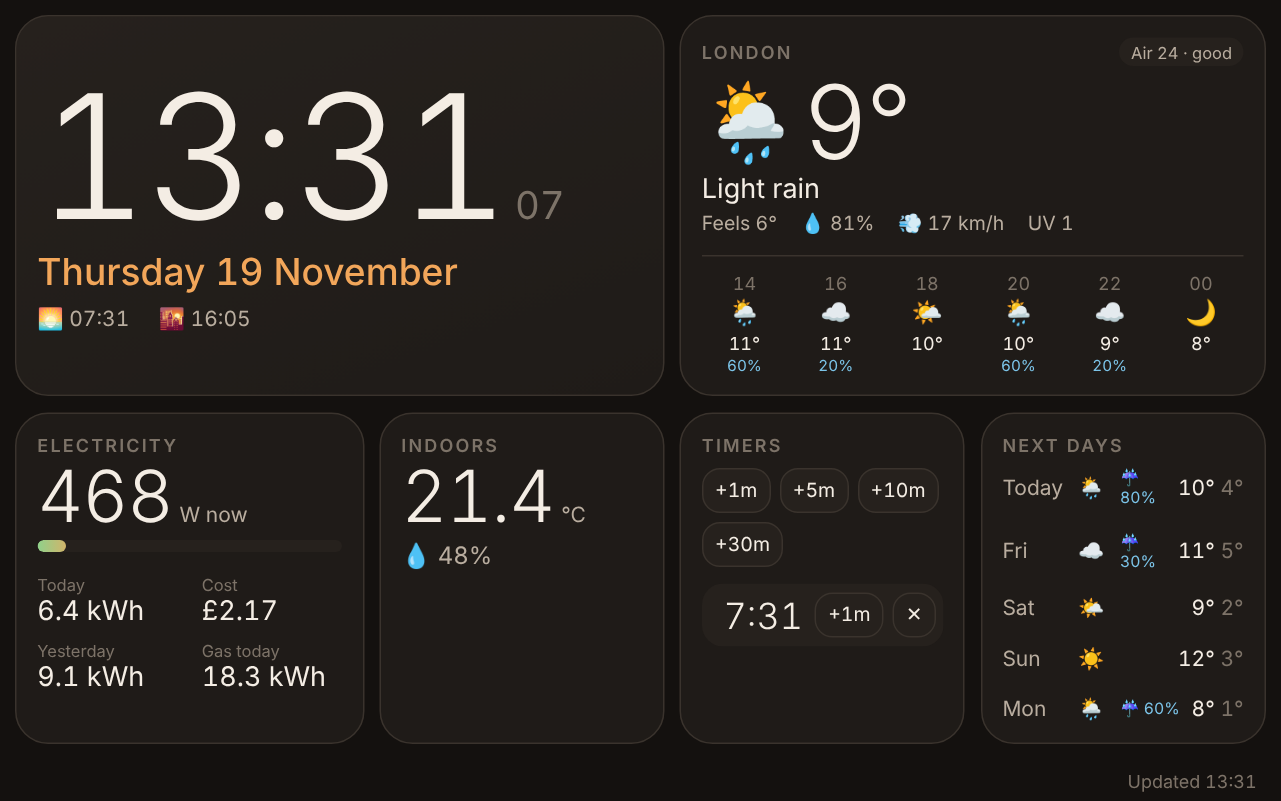 13:31 07
Thursday 19 November
07:31 16:05
LONDON
Air 24 · good
9°
Light rain
Feels 6° 81% 17 km/h UV 1
14 16 18 20 22 00
11° 11° 10° 10° 9° 8°
60% 20% 60% 20%
ELECTRICITY
468 W now
Today Cost
6.4 kWh £2.17
Yesterday Gas today
9.1 kWh 18.3 kWh
INDOORS
21.4 °C
48%
TIMERS
+1m +5m +10m
+30m
7:31 +1m ✕
NEXT DAYS
Today 80% 10° 4°
Fri 30% 11° 5°
Sat 9° 2°
Sun 12° 3°
Mon 60% 8° 1°
Updated 13:31